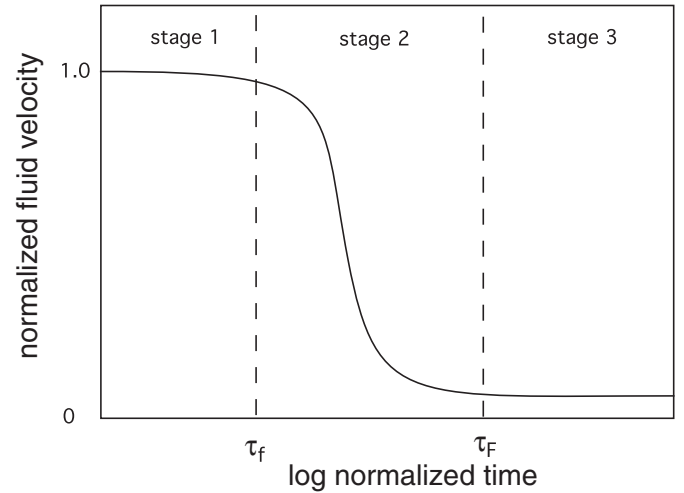 stage 1
stage 2
stage 3
1.0
normalized fluid velocity
0
τf
τF
log normalized time